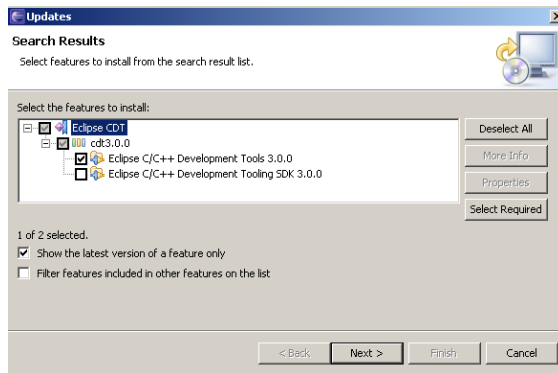 Updates
Search Results
Select features to install from the search result list.
Select the features to install:
Eclipse CDT
cdt3.0.0
Eclipse C/C++ Development Tools 3.0.0
Eclipse C/C++ Development Tooling SDK 3.0.0
Deselect All
More Info
Properties
Select Required
1 of 2 selected.
Show the latest version of a feature only
Filter features included in other features on the list
< Back
Next >
Finish
Cancel